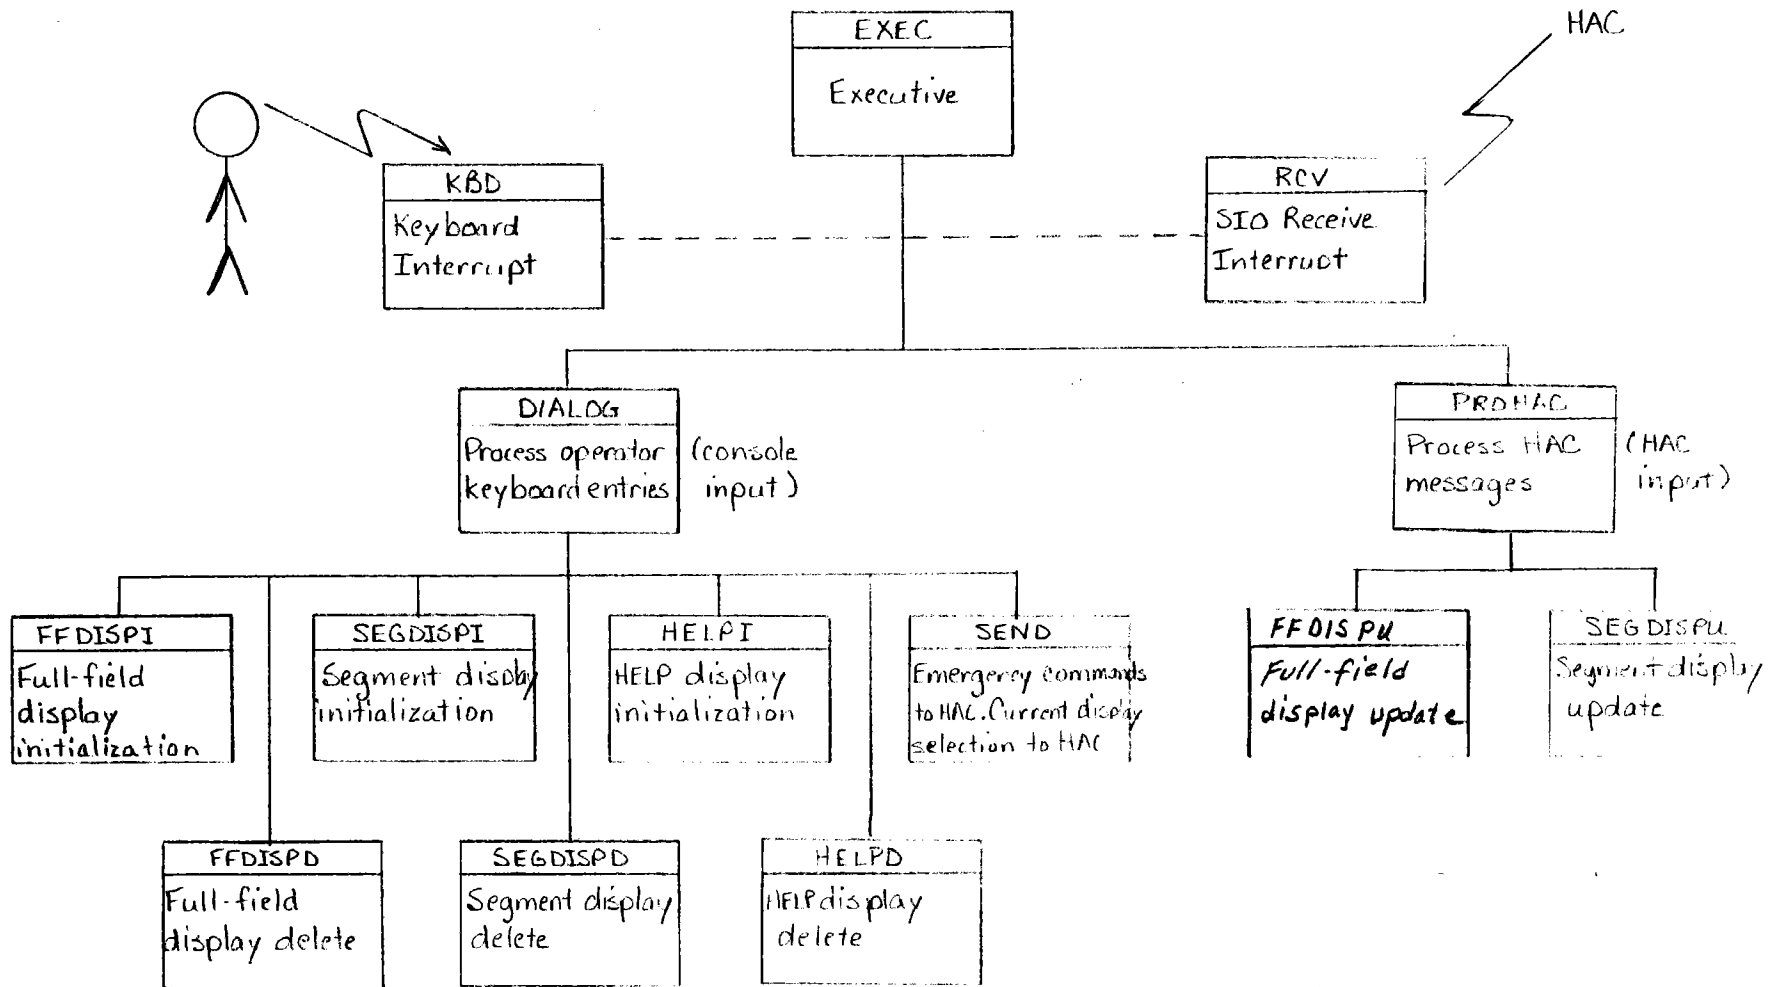 EXEC
Executive
HAC
KBD
Keyboard
Interrupt
RCV
SIO Receive
Interrupt
DIALOG
Process operator
keyboard entries
(console
input)
PROHAC
Process HAC
messages
(HAC
input)
FFDISPI
Full-field
display
initialization
SEGDISPI
Segment display
initialization
HELPI
HELP display
initialization
SEND
Emergency commands
to HAC. Current display
selection to HAC
FFDISPU
Full-field
display update
SEGDISPU
Segment display
update
FFDISPD
Full-field
display delete
SEGDISPD
Segment display
delete
HELPD
HELP display
delete